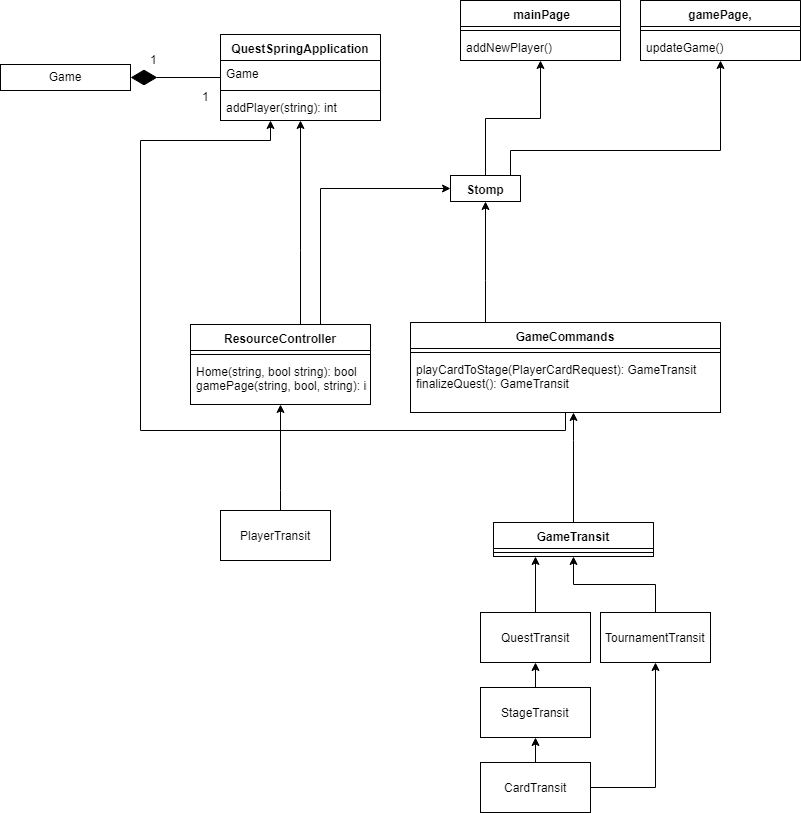 mainPage
addNewPlayer()
gamePage,
updateGame()
QuestSpringApplication
Game
addPlayer(string): int
Game
1
1
Stomp
ResourceController
Home(string, bool string): bool
gamePage(string, bool, string): i
GameCommands
playCardToStage(PlayerCardRequest): GameTransit
finalizeQuest(): GameTransit
PlayerTransit
GameTransit
QuestTransit
TournamentTransit
StageTransit
CardTransit